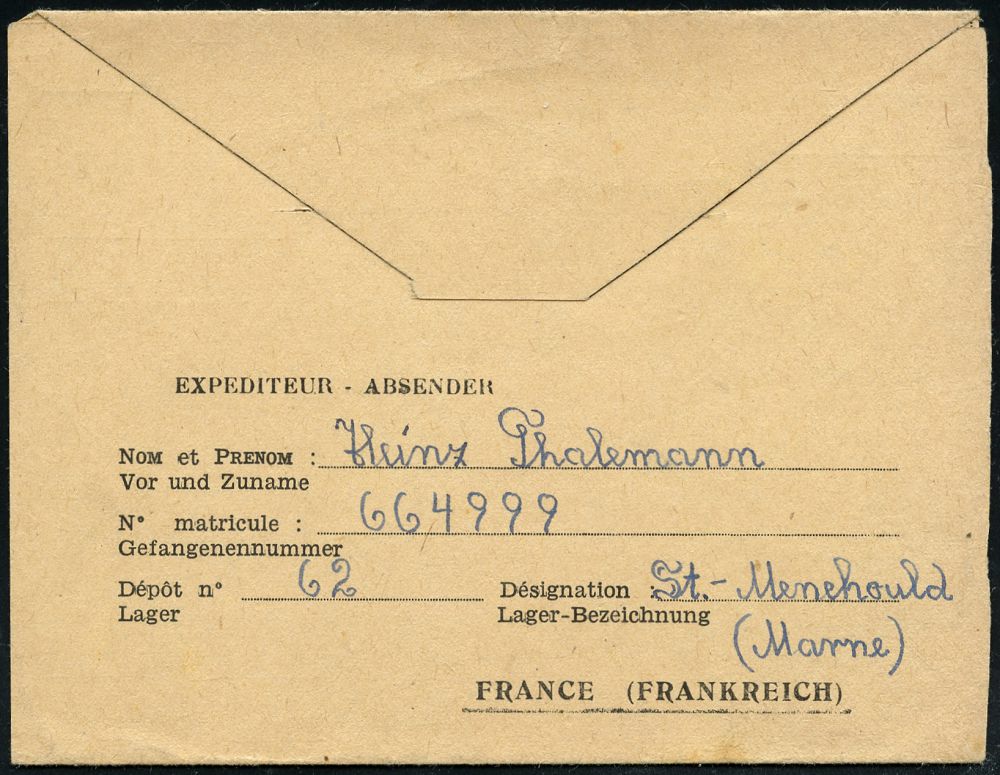 EXPEDITEUR - ABSENDER
NOM et PRENOM : Heinz Thalemann
Vor und Zuname
N° matricule : 664999
Gefangenennummer
Dépôt n° 62 Désignation : St.-Menehould
Lager Lager-Bezeichnung
(Marne)
FRANCE (FRANKREICH)